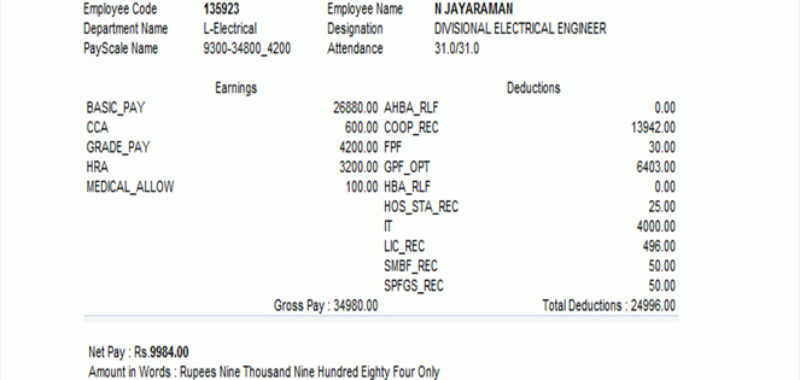 Employee Code 135923 Employee Name N JAYARAMAN
Department Name L-Electrical Designation DIVISIONAL ELECTRICAL ENGINEER
PayScale Name 9300-34800_4200 Attendance 31.0/31.0
Earnings Deductions
BASIC_PAY 26880.00 AHBA_RLF 0.00
CCA 600.00 COOP_REC 13942.00
GRADE_PAY 4200.00 FPF 30.00
HRA 3200.00 GPF_OPT 6403.00
MEDICAL_ALLOW 100.00 HBA_RLF 0.00
HOS_STA_REC 25.00
IT 4000.00
LIC_REC 496.00
SMBF_REC 50.00
SPFGS_REC 50.00
Gross Pay : 34980.00 Total Deductions : 24996.00
Net Pay : Rs.9984.00
Amount in Words : Rupees Nine Thousand Nine Hundred Eighty Four Only